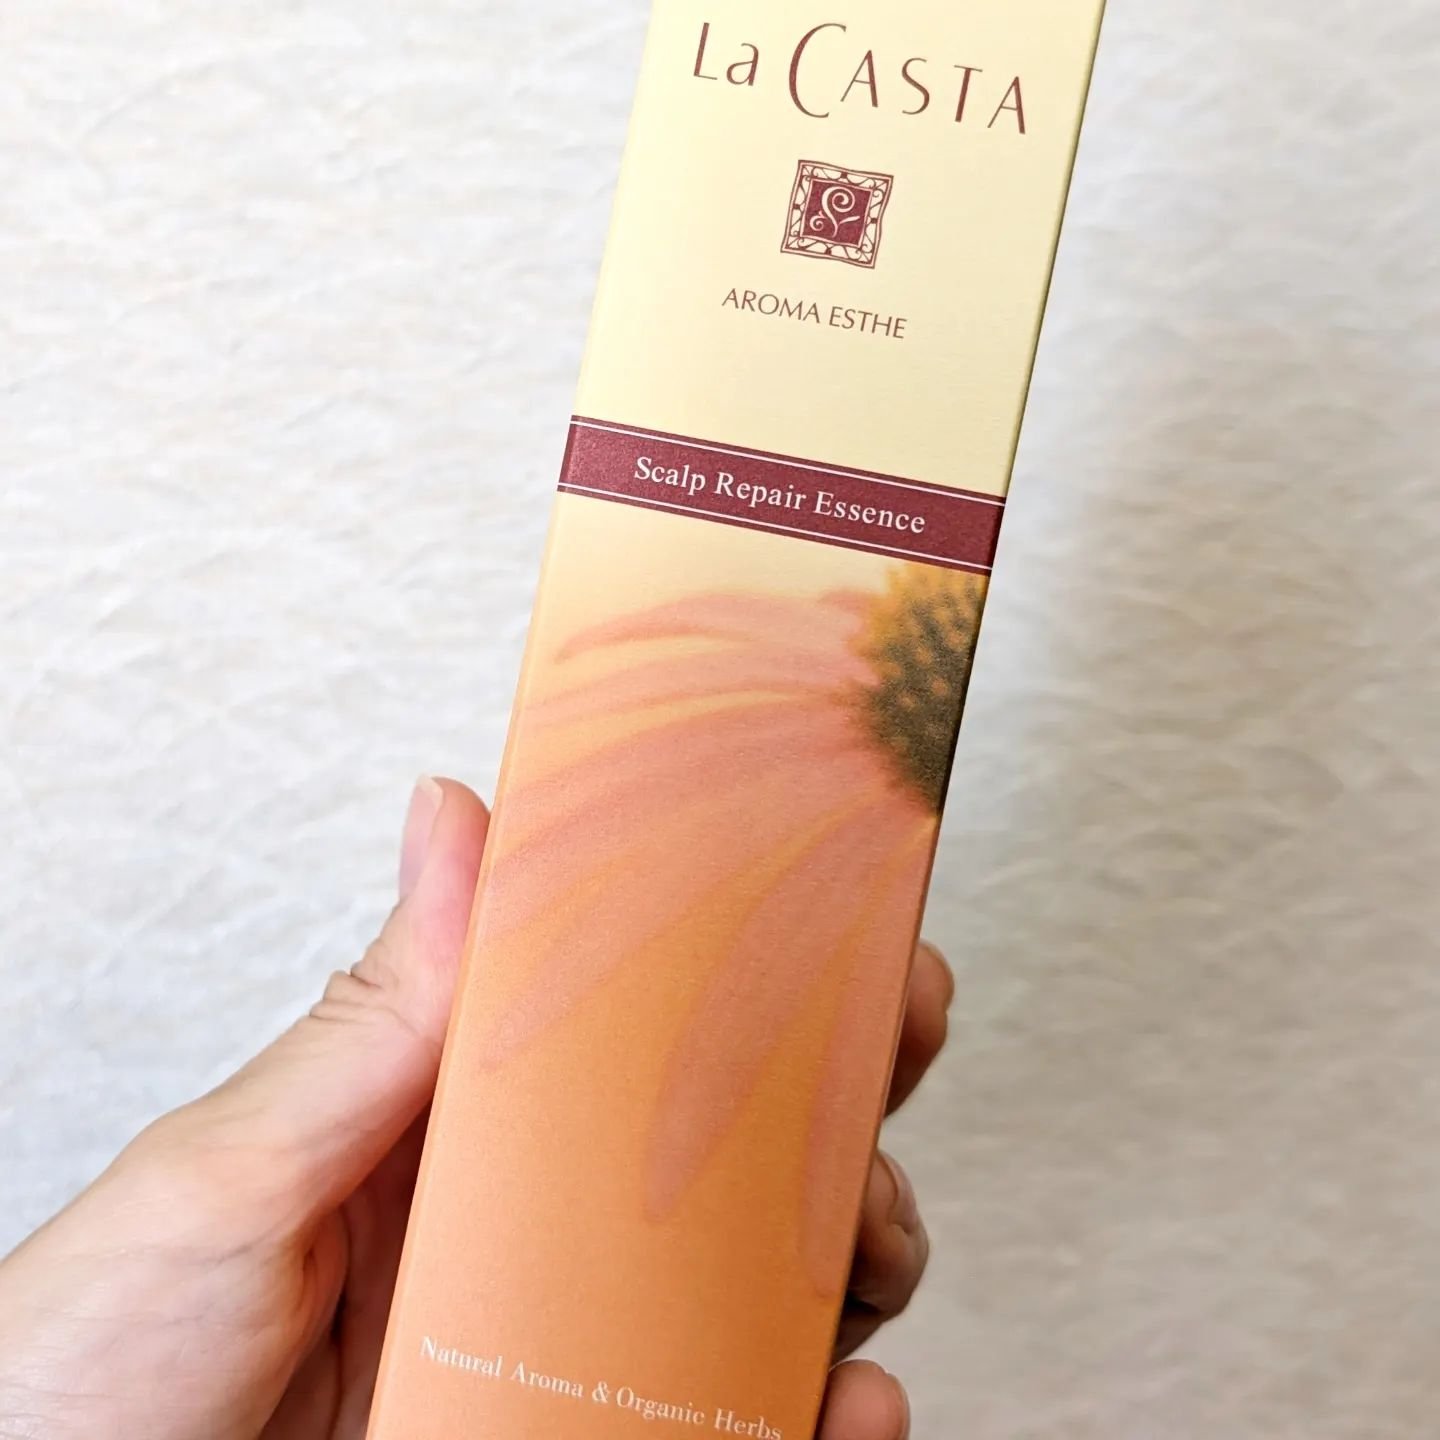 La CASTA
AROMA ESTHE
Scalp Repair Essence
Natural Aroma & Organic Herbs